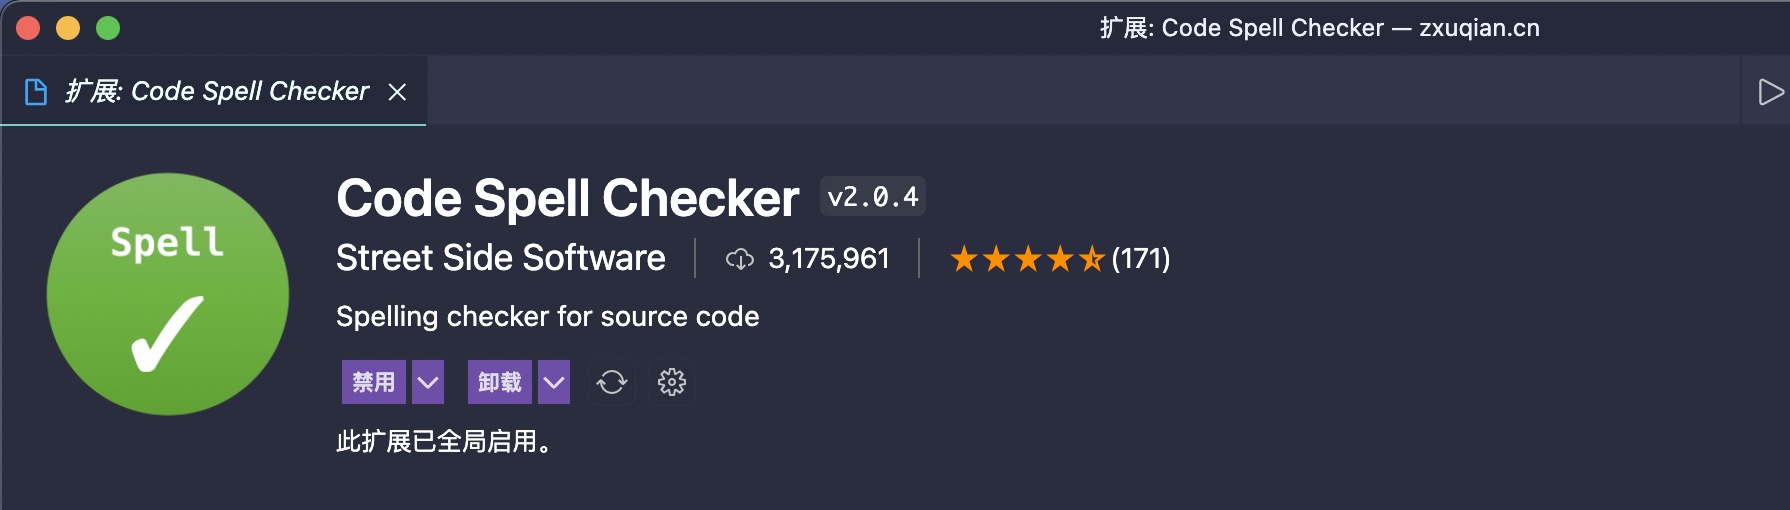 扩展: Code Spell Checker — zxuqian.cn
扩展: Code Spell Checker
Spell
Code Spell Checker v2.0.4
Street Side Software 3,175,961 (171)
Spelling checker for source code
禁用 卸载
此扩展已全局启用。